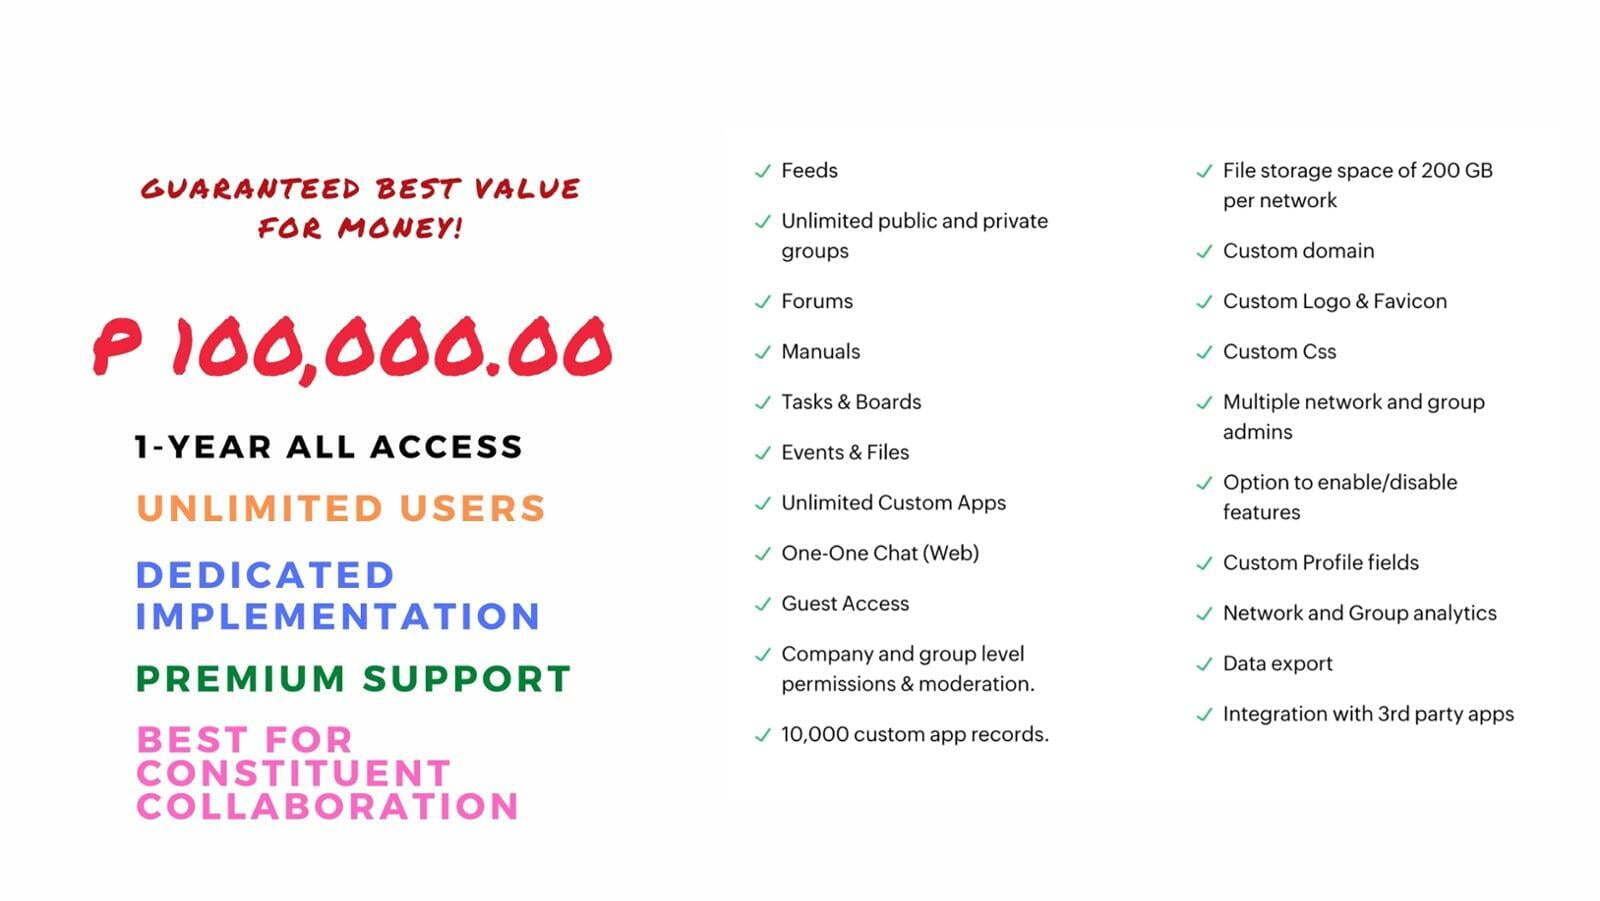 GUARANTEED BEST VALUE
FOR MONEY!
P 100,000.00
1-YEAR ALL ACCESS
UNLIMITED USERS
DEDICATED
IMPLEMENTATION
PREMIUM SUPPORT
BEST FOR
CONSTITUENT
COLLABORATION
Feeds
Unlimited public and private
groups
Forums
Manuals
Tasks & Boards
Events & Files
Unlimited Custom Apps
One-One Chat (Web)
Guest Access
Company and group level
permissions & moderation.
10,000 custom app records.
File storage space of 200 GB
per network
Custom domain
Custom Logo & Favicon
Custom Css
Multiple network and group
admins
Option to enable/disable
features
Custom Profile fields
Network and Group analytics
Data export
Integration with 3rd party apps